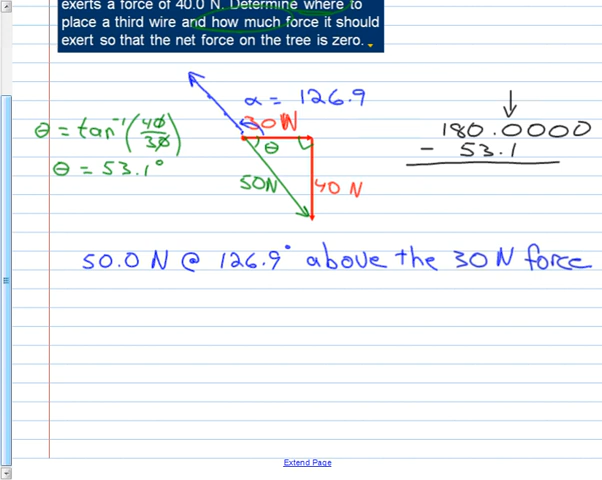 exerts a force of 40.0 N. Determine where to
place a third wire and how much force it should
exert so that the net force on the tree is zero.
α = 126.9
30 N
θ = tan⁻¹(40/30)
θ = 53.1°
θ
50N
40 N
180.0000
- 53.1
50.0 N @ 126.9° above the 30 N force
Extend Page